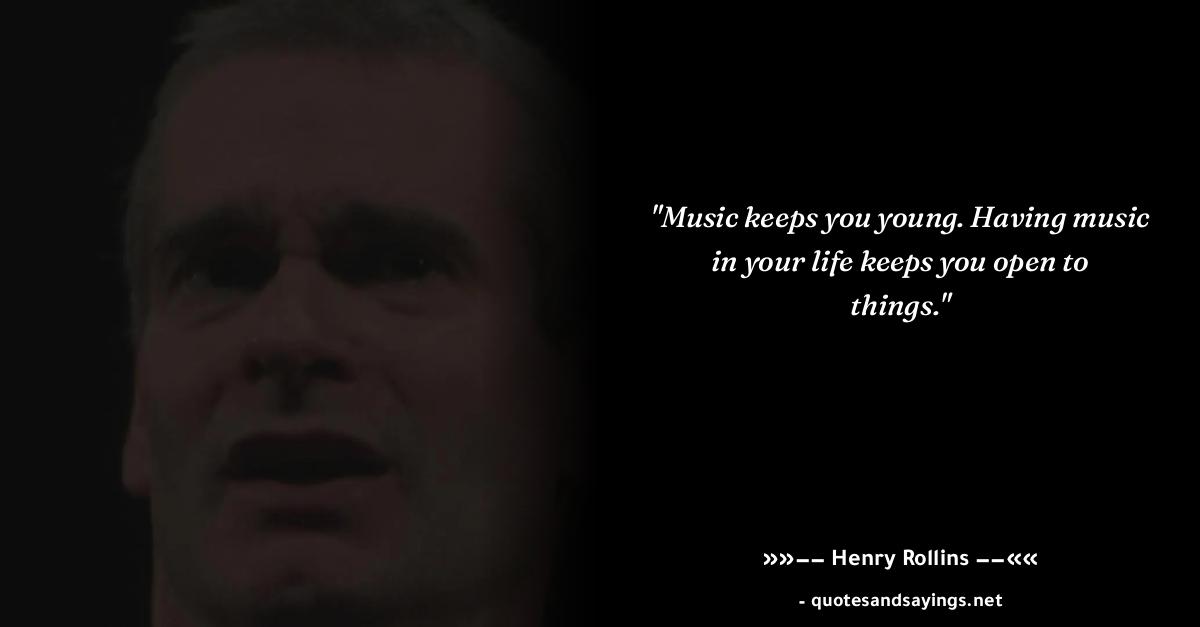 "Music keeps you young. Having music
in your life keeps you open to
things."
»»−− Henry Rollins −−««
- quotesandsayings.net